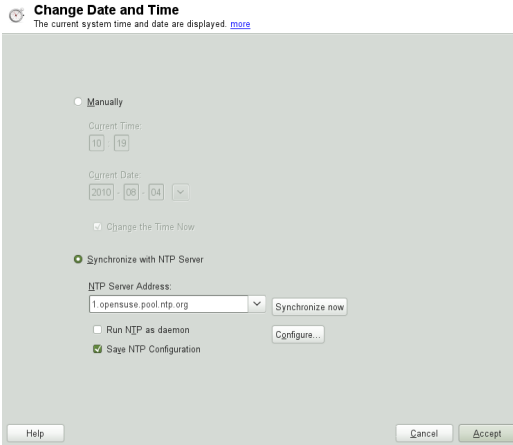 Change Date and Time
The current system time and date are displayed. more
Manually
Current Time:
10 : 19
Current Date:
2010 - 08 - 04
Change the Time Now
Synchronize with NTP Server
NTP Server Address:
1.opensuse.pool.ntp.org
Synchronize now
Run NTP as daemon
Configure...
Save NTP Configuration
Help
Cancel
Accept